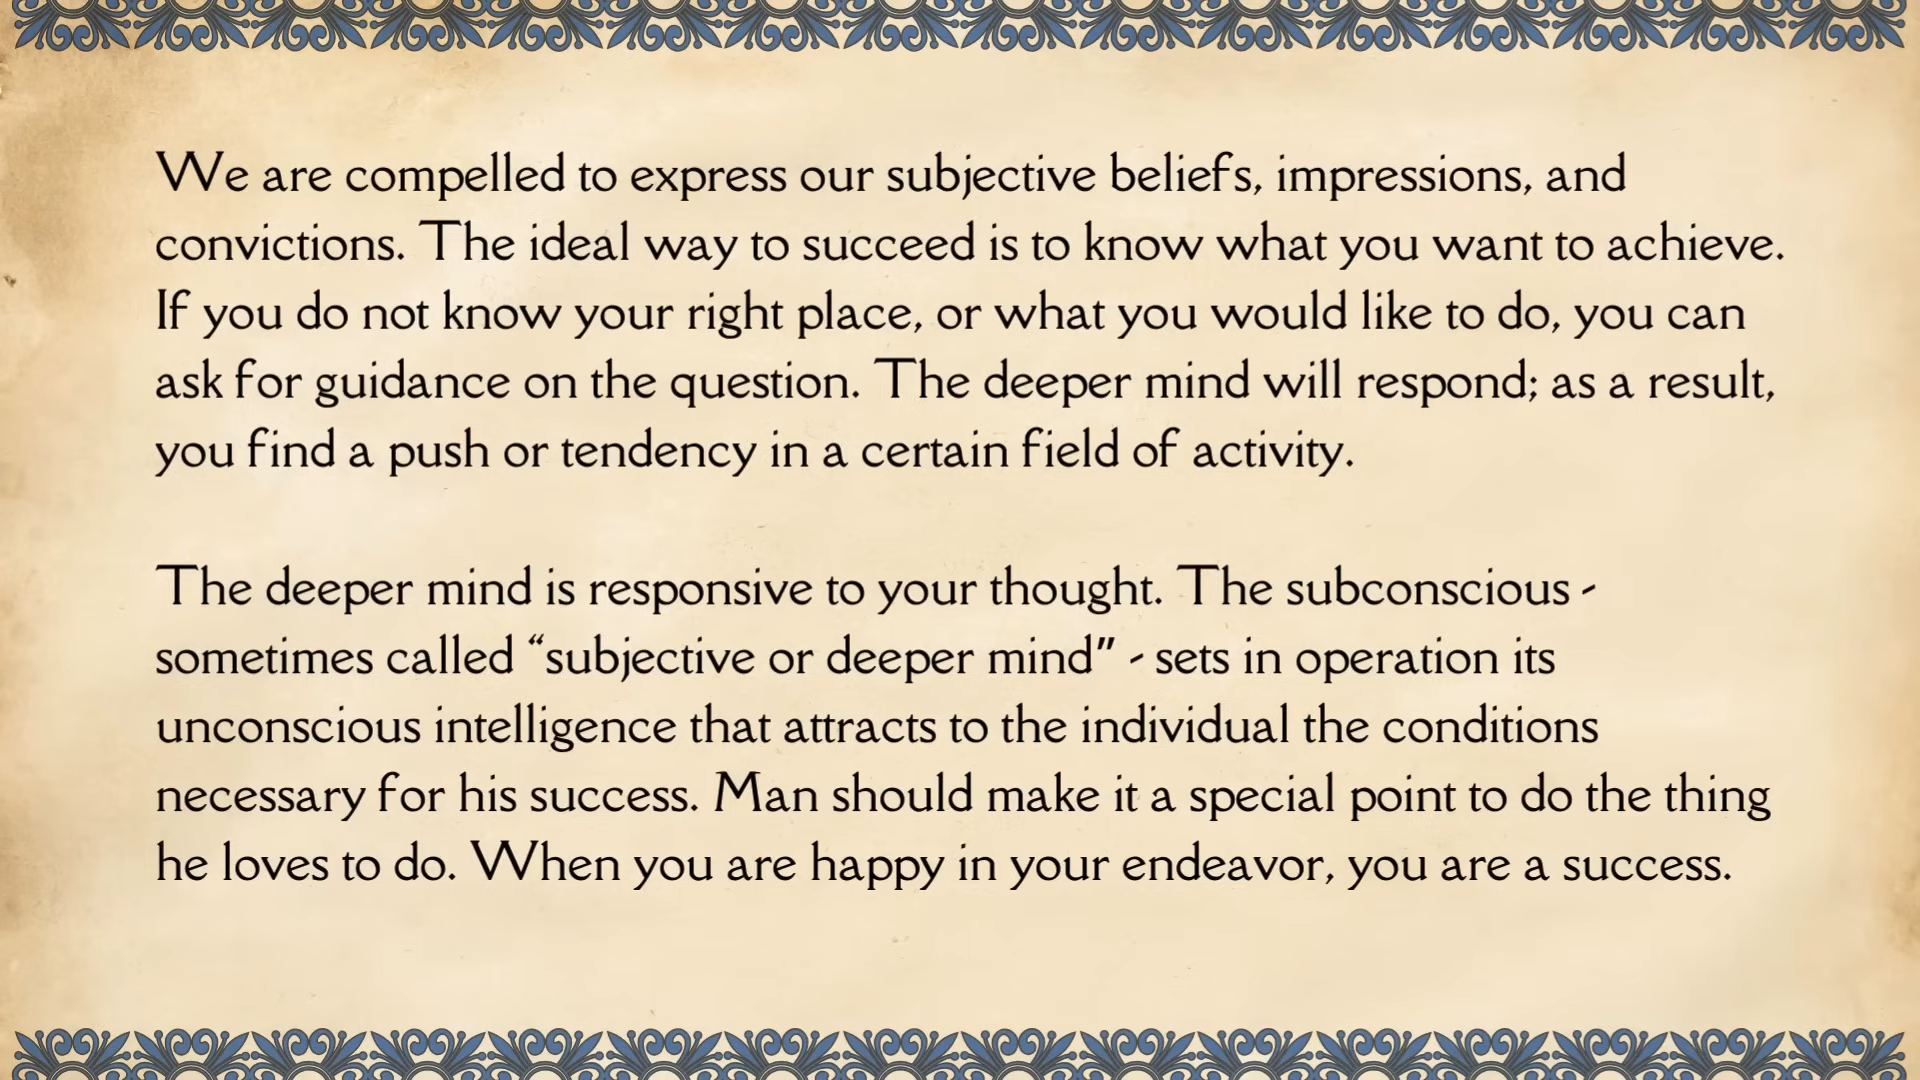 We are compelled to express our subjective beliefs, impressions, and
convictions. The ideal way to succeed is to know what you want to achieve.
If you do not know your right place, or what you would like to do, you can
ask for guidance on the question. The deeper mind will respond; as a result,
you find a push or tendency in a certain field of activity.
The deeper mind is responsive to your thought. The subconscious -
sometimes called “subjective or deeper mind” - sets in operation its
unconscious intelligence that attracts to the individual the conditions
necessary for his success. Man should make it a special point to do the thing
he loves to do. When you are happy in your endeavor, you are a success.